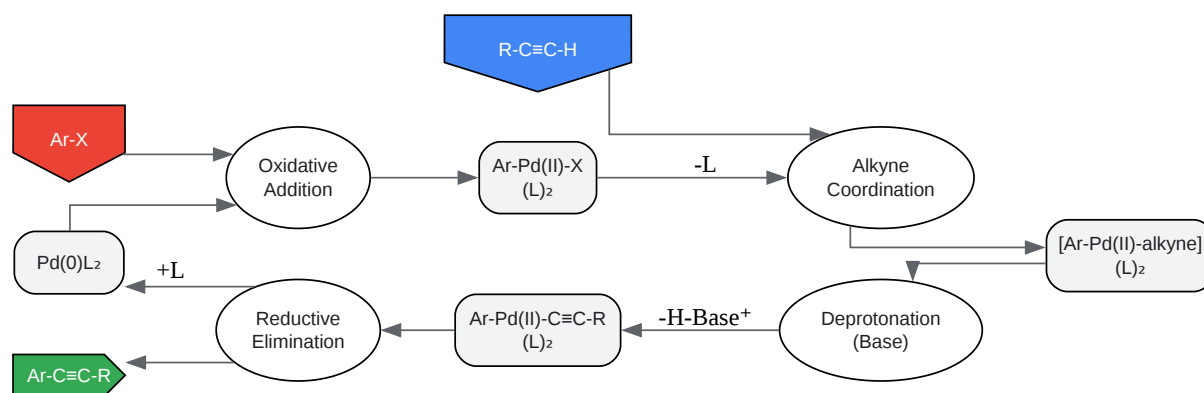 R-C≡C-H
Ar-X
Oxidative
Addition
Ar-Pd(II)-X
(L)₂
-L
Alkyne
Coordination
Pd(0)L₂
+L
[Ar-Pd(II)-alkyne]
(L)₂
Reductive
Elimination
Ar-Pd(II)-C≡C-R
(L)₂
-H-Base⁺
Deprotonation
(Base)
Ar-C≡C-R